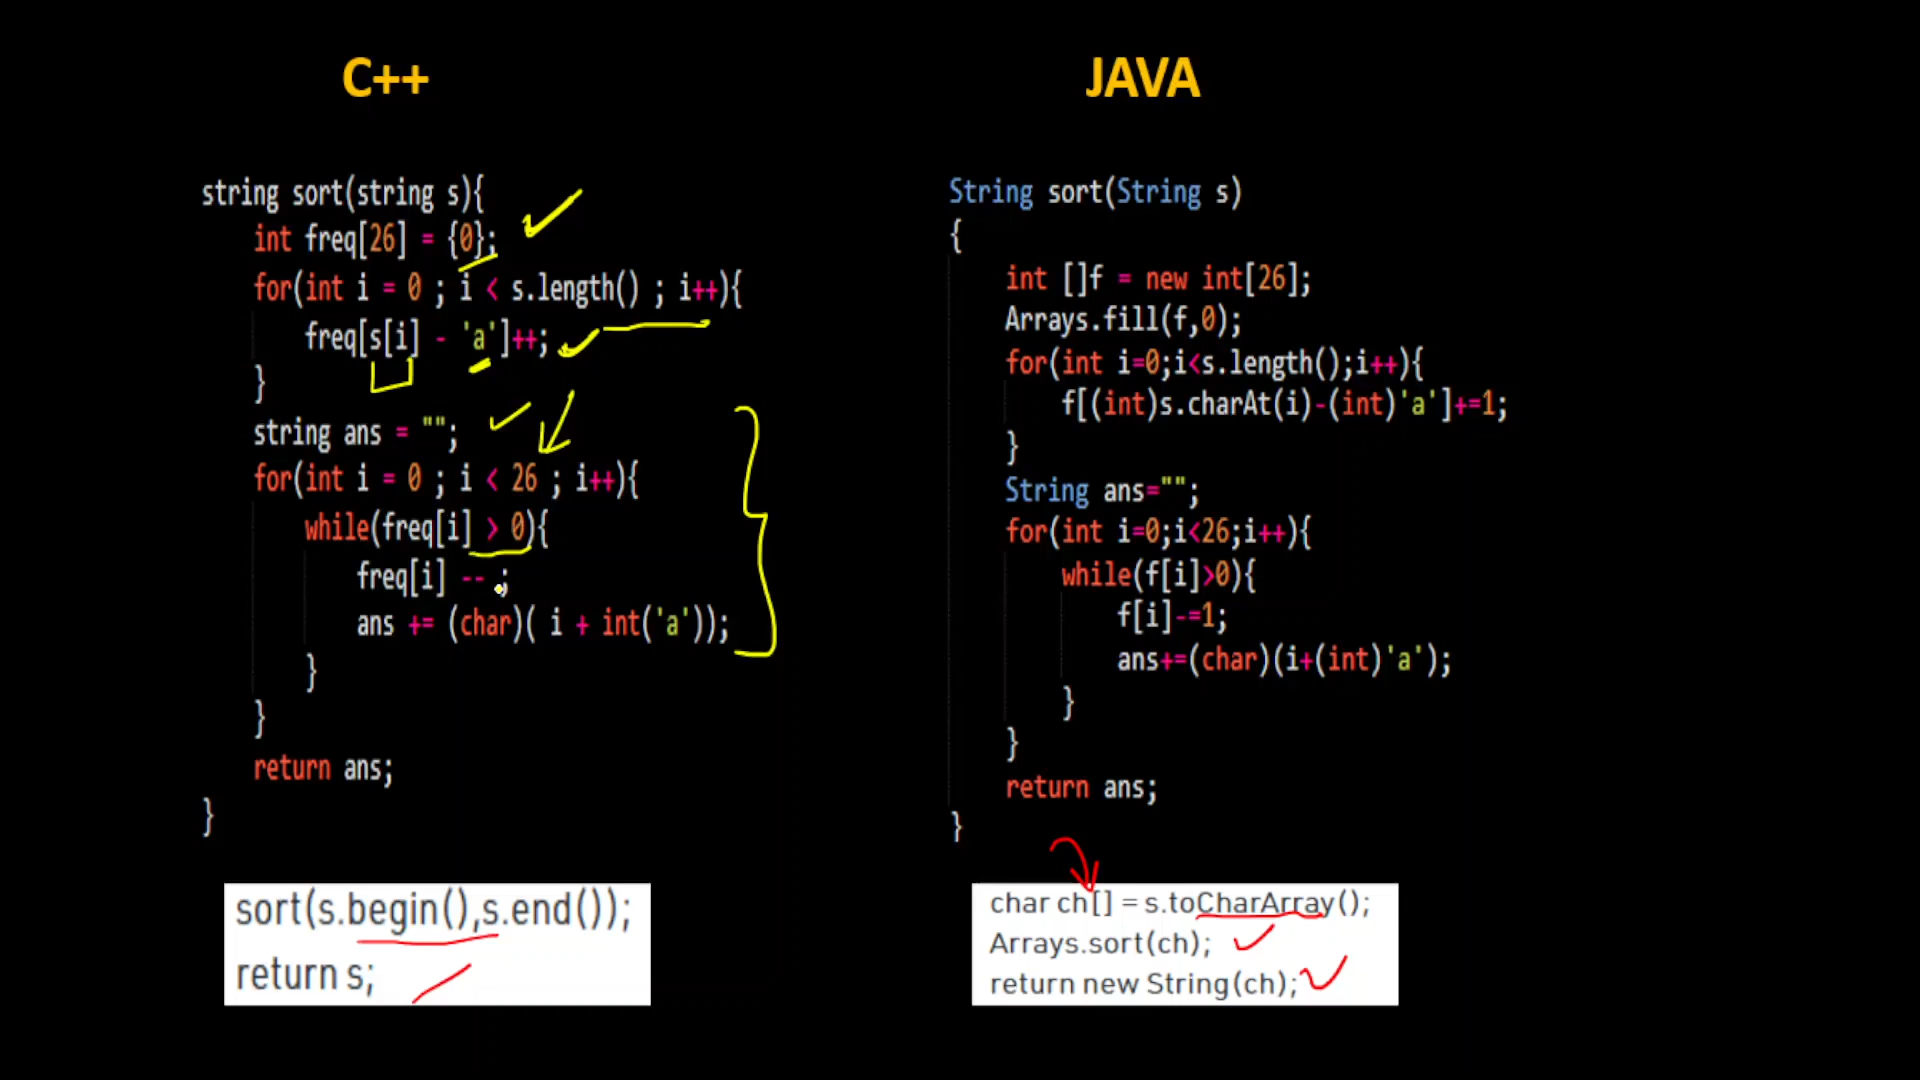 C++
string sort(string s){
int freq[26] = {0};
for(int i = 0 ; i < s.length() ; i++){
freq[s[i] - 'a']++;
}
string ans = "";
for(int i = 0 ; i < 26 ; i++){
while(freq[i] > 0){
freq[i] -- ;
ans += (char)( i + int('a'));
}
}
return ans;
}
sort(s.begin(),s.end());
return s;
JAVA
String sort(String s)
{
int []f = new int[26];
Arrays.fill(f,0);
for(int i=0;i<s.length();i++){
f[(int)s.charAt(i)-(int)'a']+=1;
}
String ans="";
for(int i=0;i<26;i++){
while(f[i]>0){
f[i]-=1;
ans+=(char)(i+(int)'a');
}
}
return ans;
}
char ch[] = s.toCharArray();
Arrays.sort(ch);
return new String(ch);